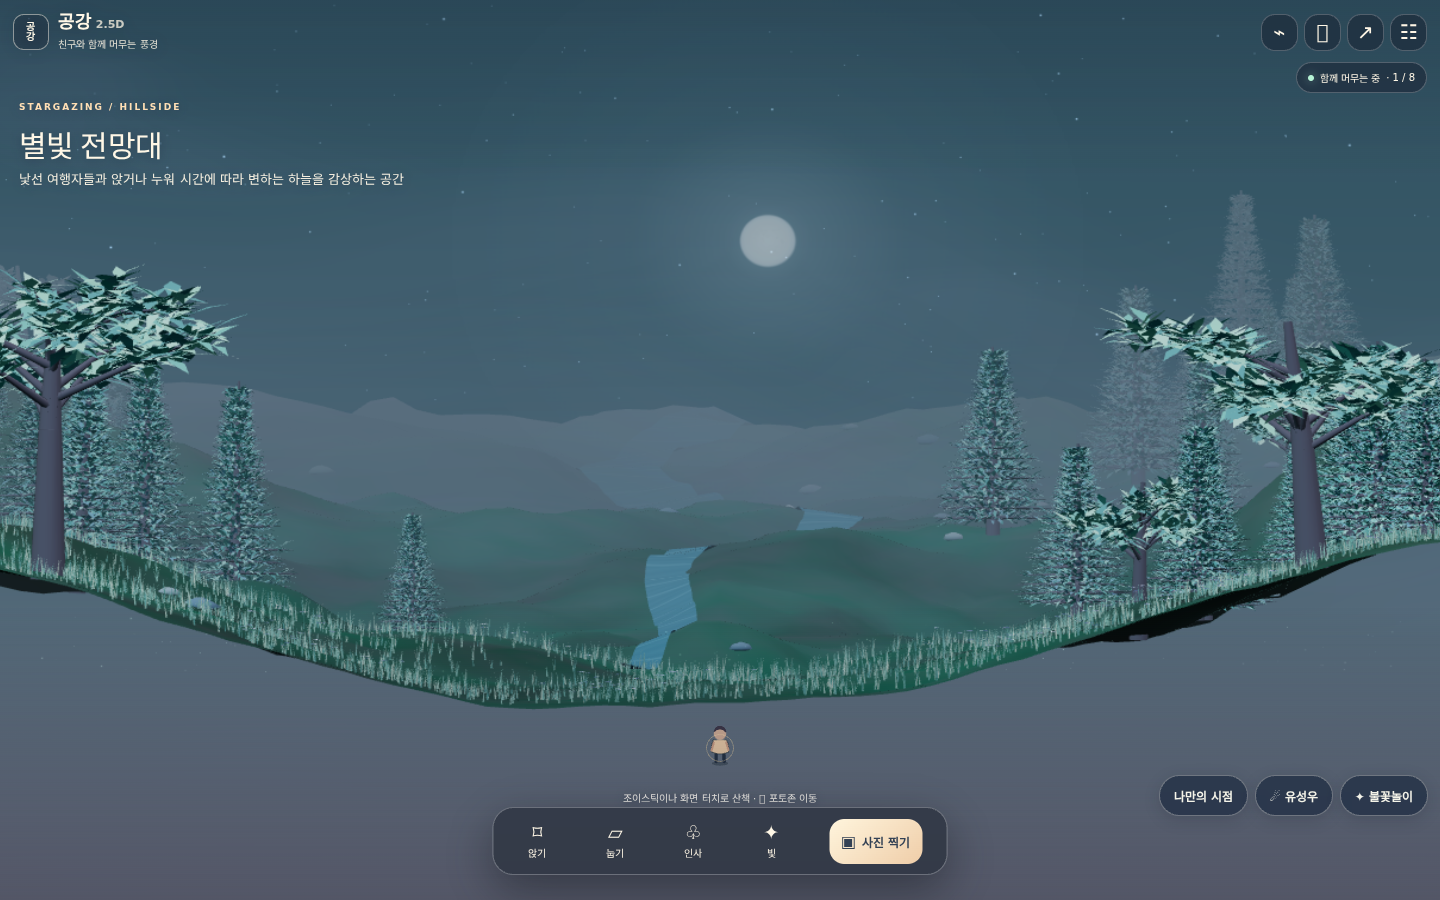 공강
공강 2.5D
친구와 함께 머무는 풍경
함께 머무는 중 · 1 / 8
STARGAZING / HILLSIDE
별빛 전망대
낯선 여행자들과 앉거나 누워 시간에 따라 변하는 하늘을 감상하는 공간
나만의 시점
☄ 유성우
✦ 불꽃놀이
조이스틱이나 화면 터치로 산책 · 포토존 이동
앉기
눕기
인사
빛
사진 찍기